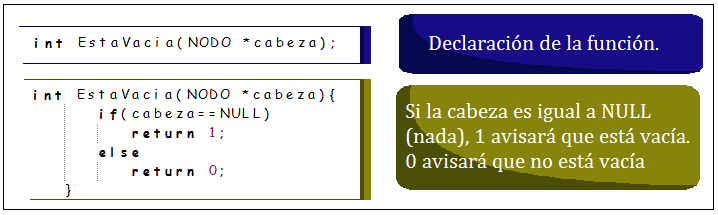 int EstaVacia(NODO *cabeza);
Declaración de la función.
int EstaVacia(NODO *cabeza){
if(cabeza==NULL)
return 1;
else
return 0;
}
Si la cabeza es igual a NULL
(nada), 1 avisará que está vacía.
0 avisará que no está vacía